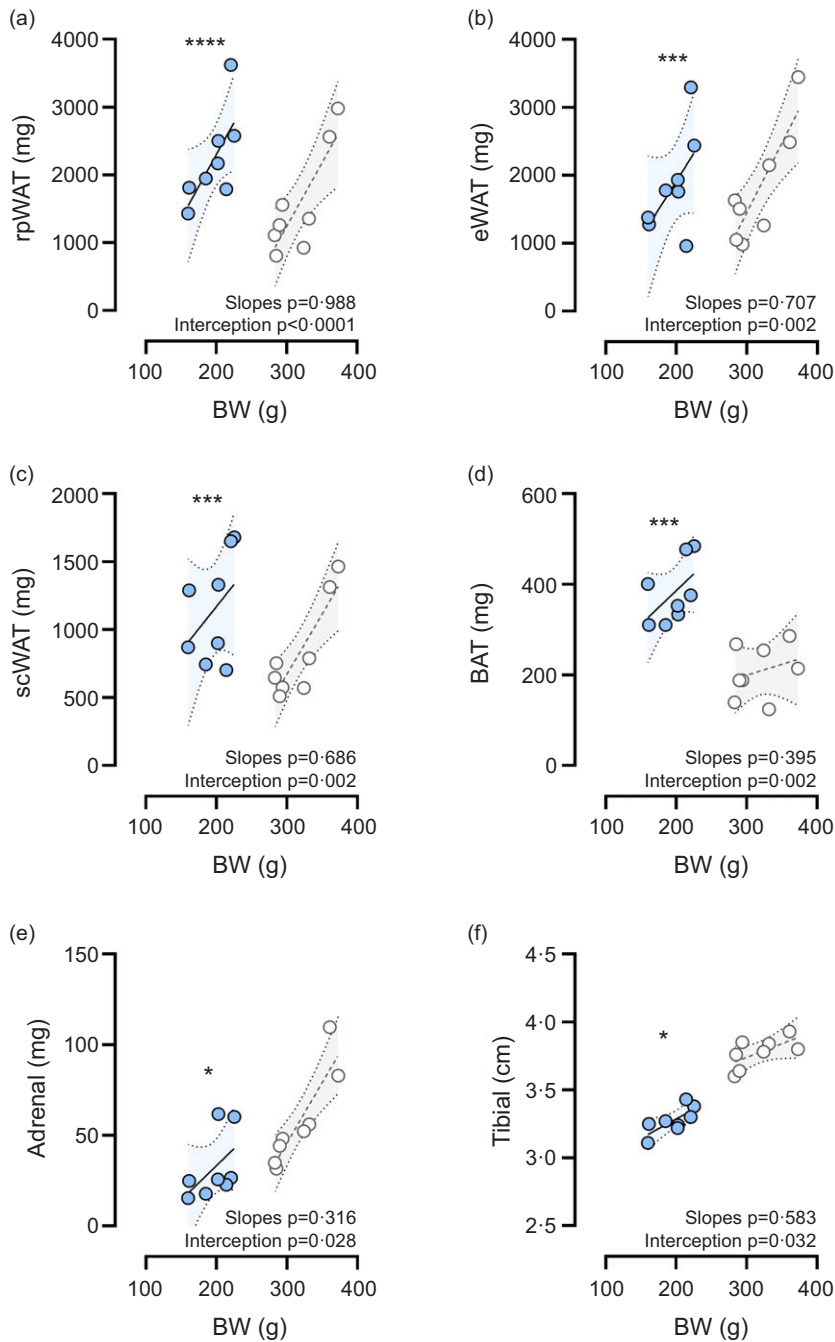 (a)
****
4000
3000
2000
1000
0
rpWAT (mg)
Slopes p=0·988
Interception p<0·0001
100 200 300 400
BW (g)
(b)
***
4000
3000
2000
1000
0
eWAT (mg)
Slopes p=0·707
Interception p=0·002
100 200 300 400
BW (g)
(c)
***
2000
1500
1000
500
0
scWAT (mg)
Slopes p=0·686
Interception p=0·002
100 200 300 400
BW (g)
(d)
***
600
400
200
0
BAT (mg)
Slopes p=0·395
Interception p=0·002
100 200 300 400
BW (g)
(e)
*
150
100
50
0
Adrenal (mg)
Slopes p=0·316
Interception p=0·028
100 200 300 400
BW (g)
(f)
*
4·5
4·0
3·5
3·0
2·5
Tibial (cm)
Slopes p=0·583
Interception p=0·032
100 200 300 400
BW (g)